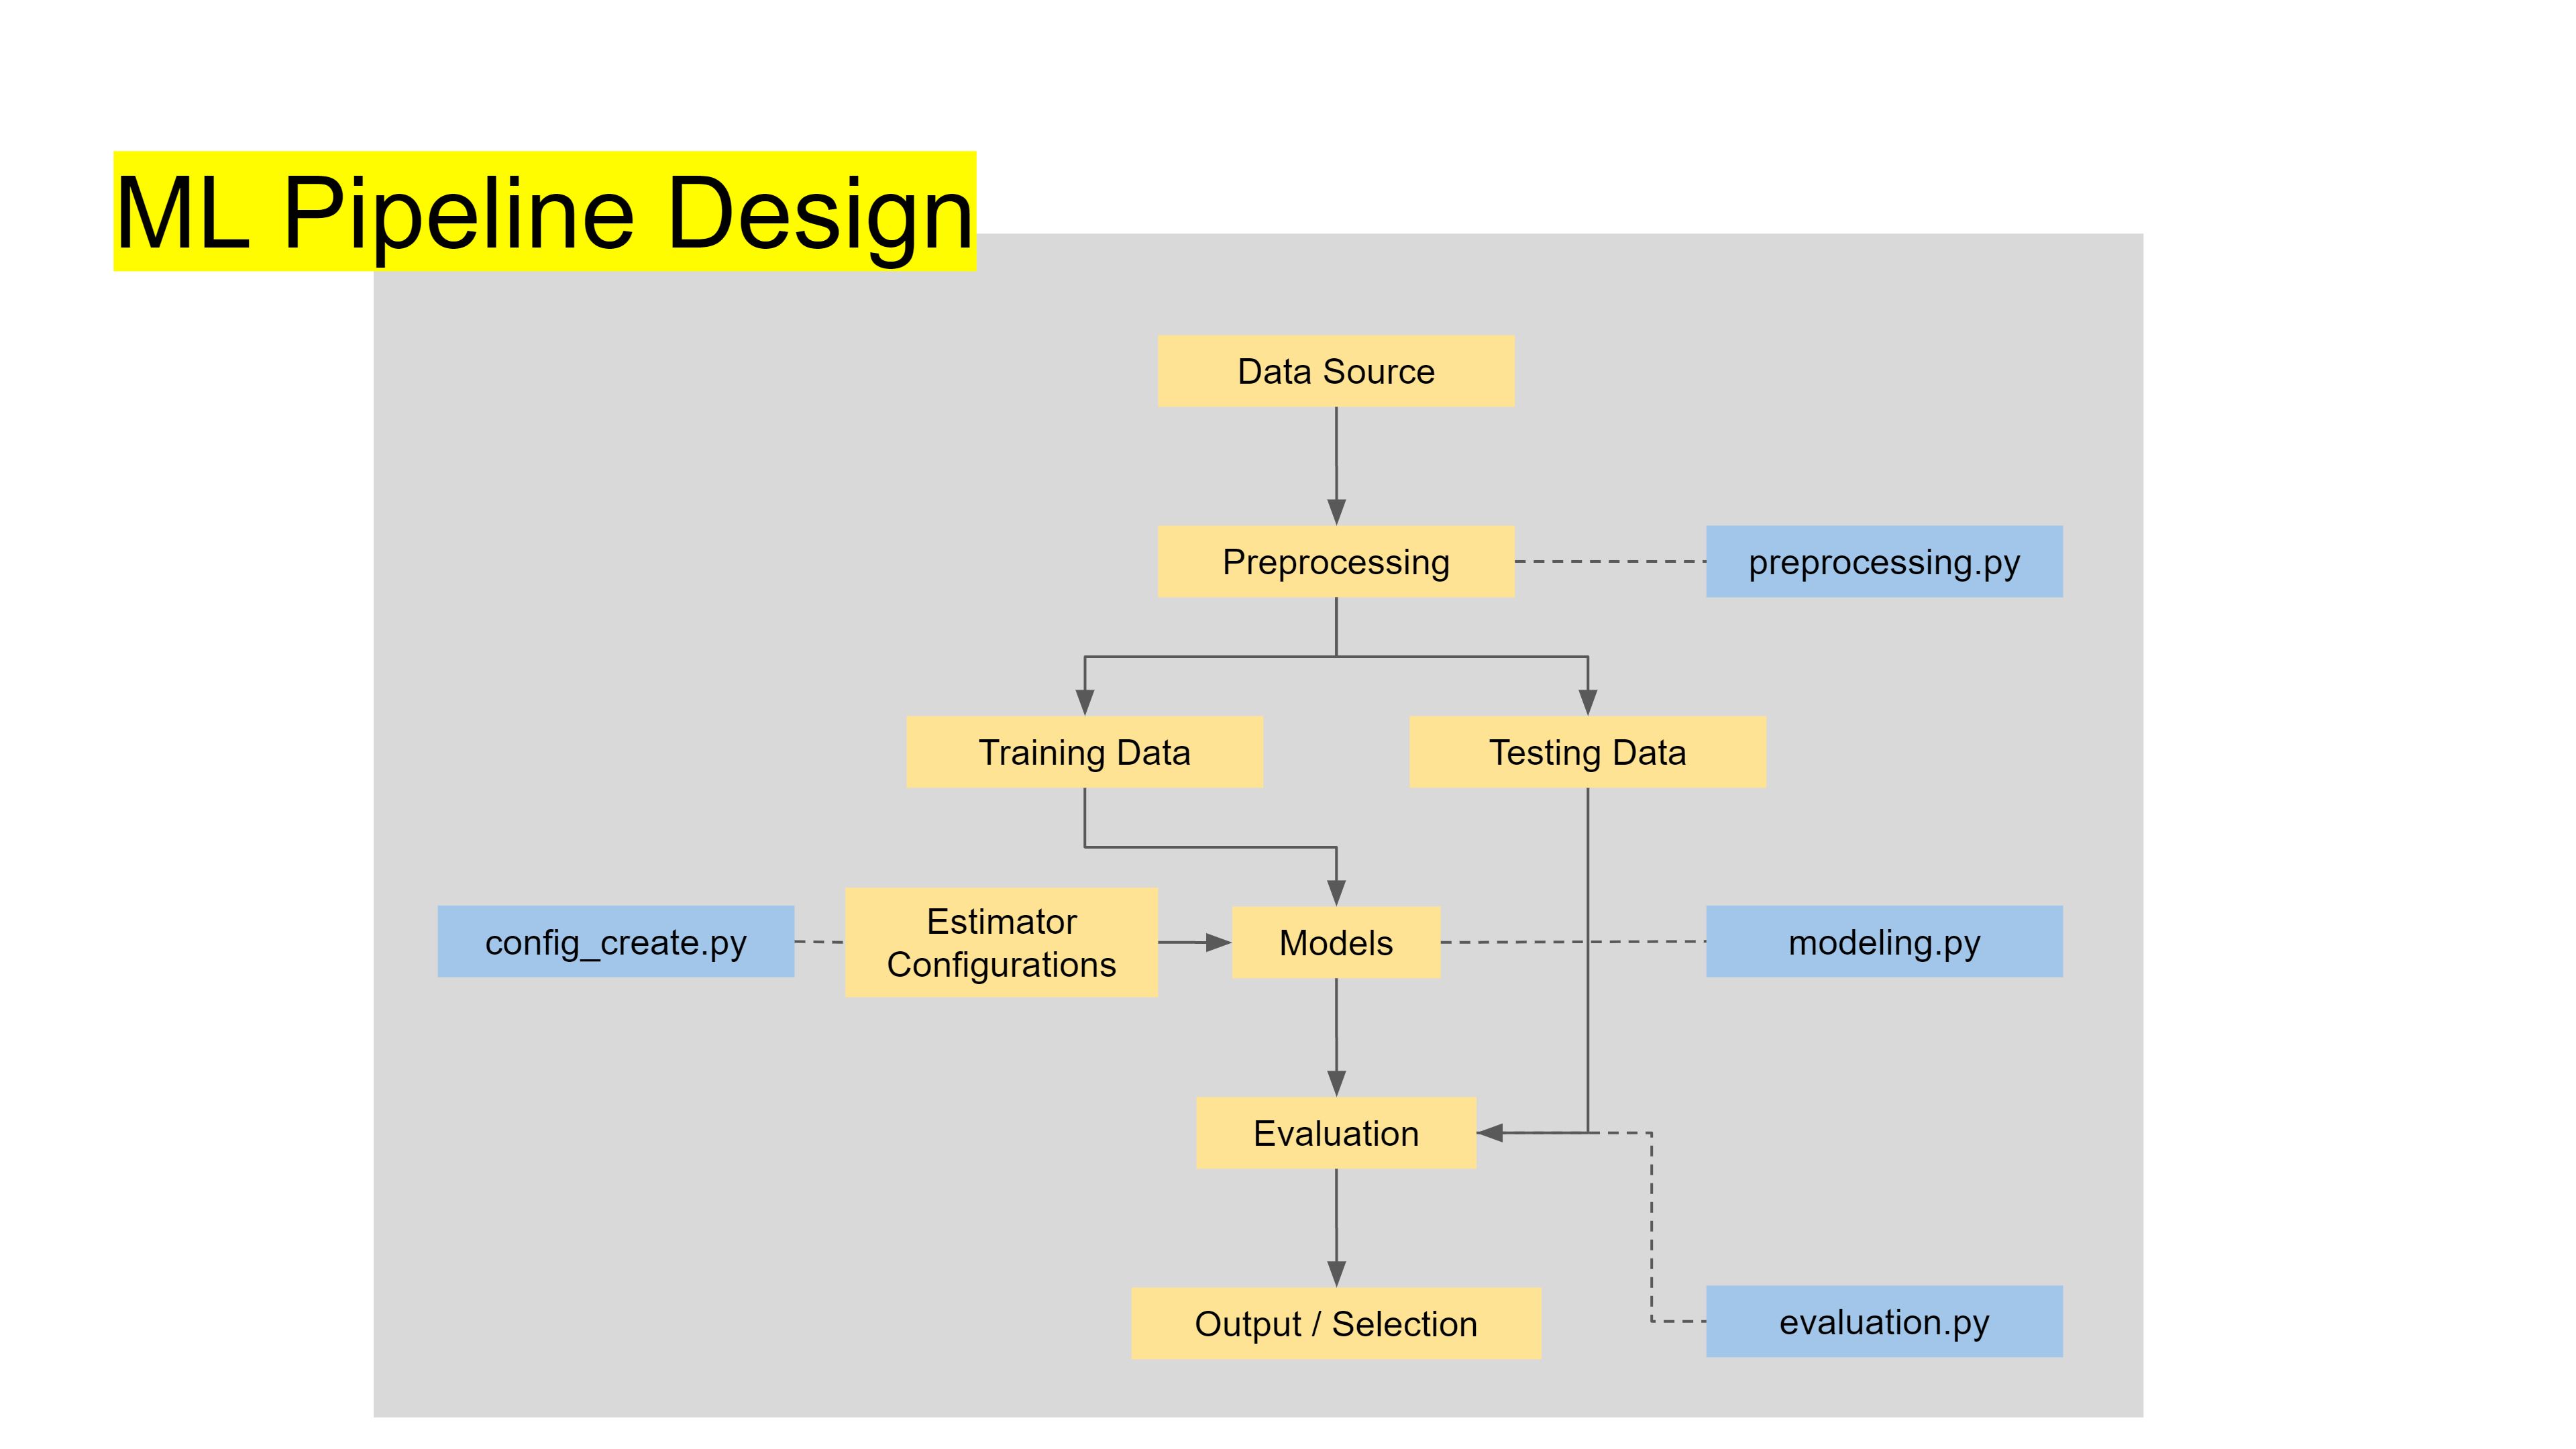 ML Pipeline Design
Data Source
Preprocessing
preprocessing.py
Training Data
Testing Data
config_create.py
Estimator
Configurations
Models
modeling.py
Evaluation
Output / Selection
evaluation.py